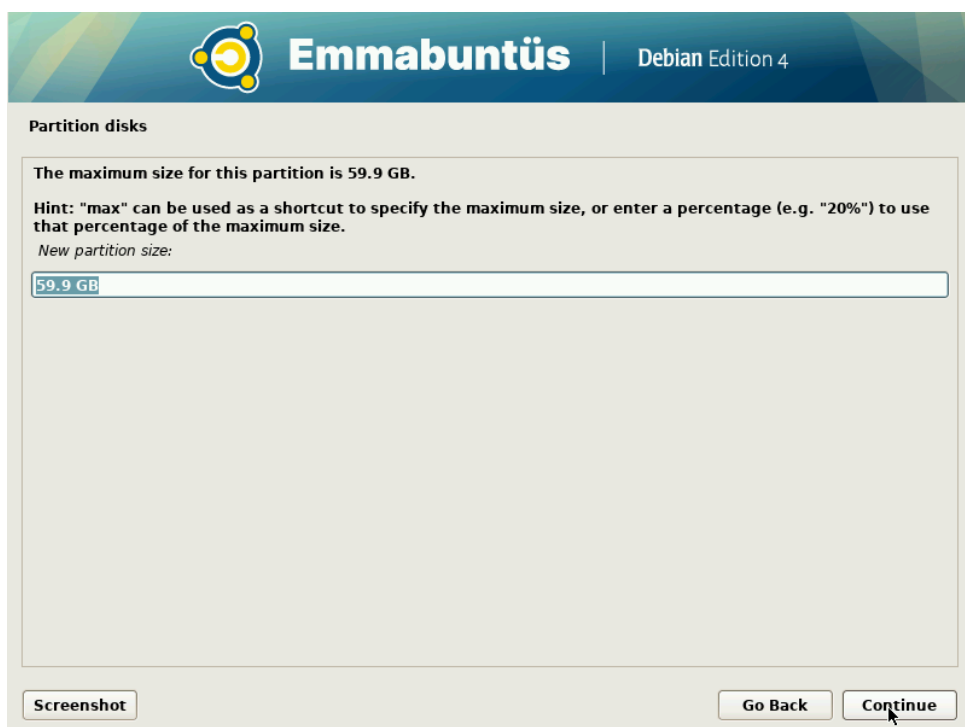 Emmabuntüs | Debian Edition 4
Partition disks
The maximum size for this partition is 59.9 GB.
Hint: "max" can be used as a shortcut to specify the maximum size, or enter a percentage (e.g. "20%") to use
that percentage of the maximum size.
New partition size:
59.9 GB
Screenshot Go Back Continue